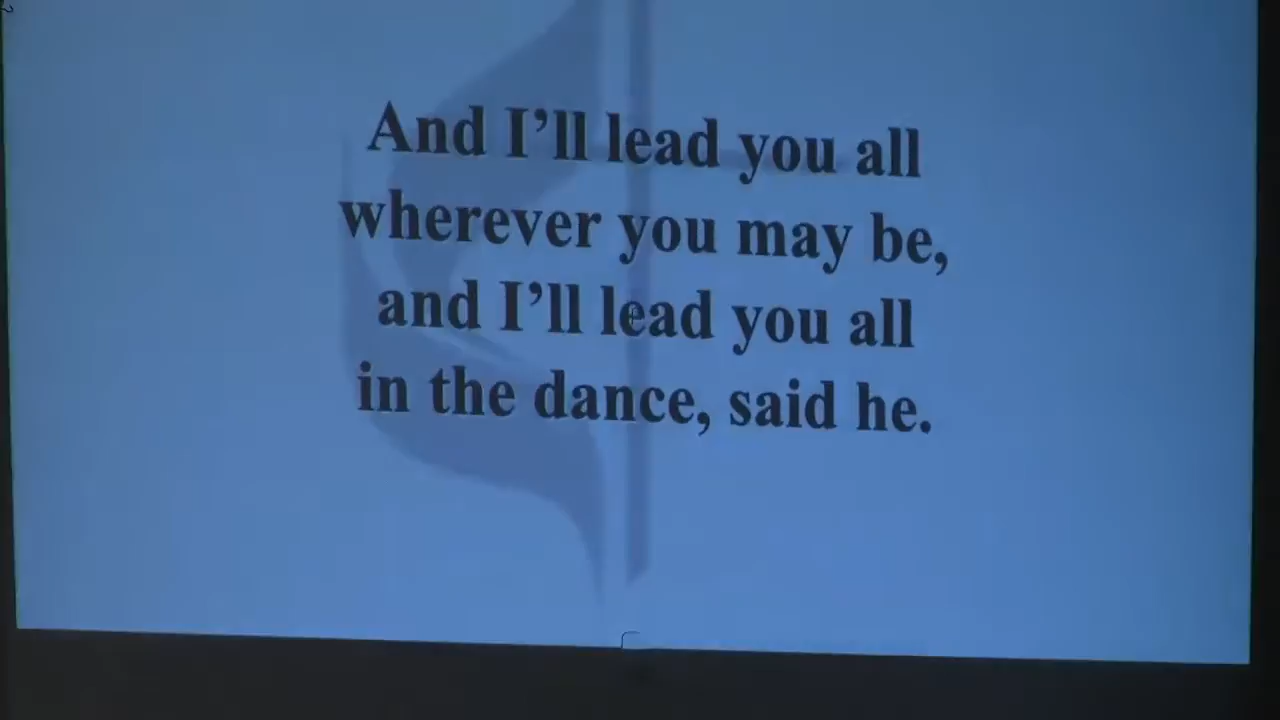 And I’ll lead you all
wherever you may be,
and I’ll lead you all
in the dance, said he.